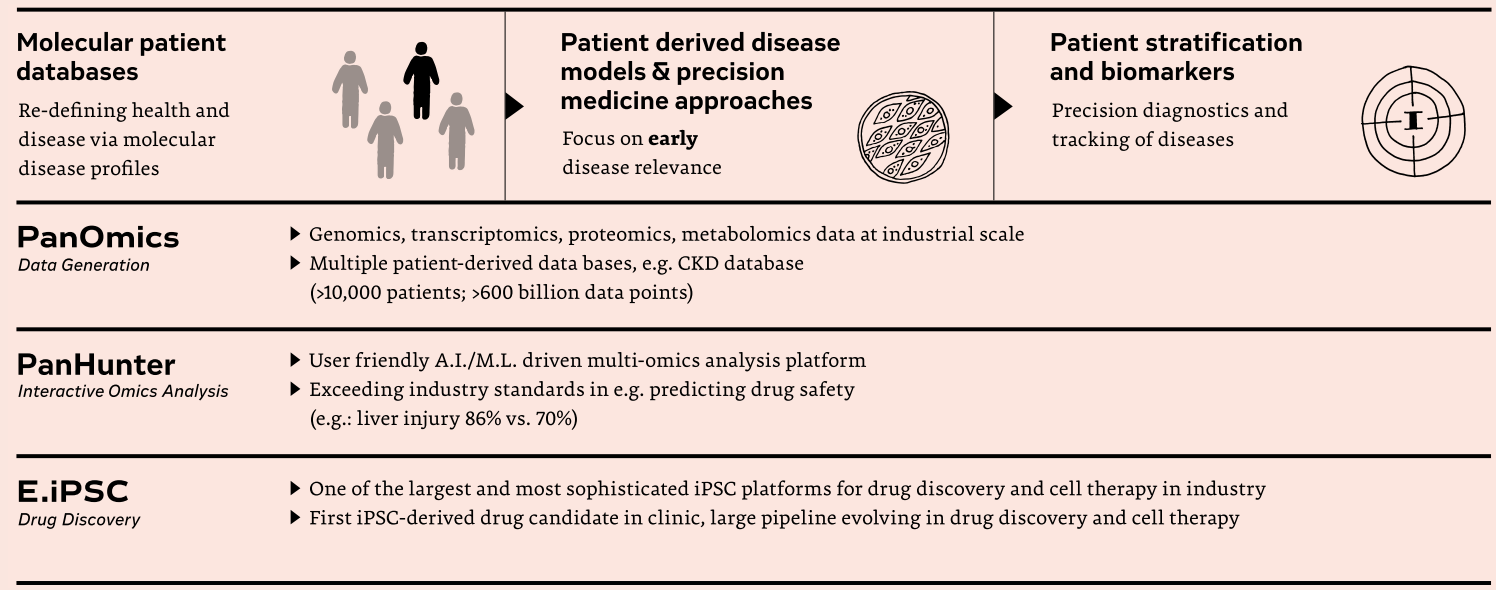 Molecular patient
databases
Re-defining health and
disease via molecular
disease profiles
Patient derived disease
models & precision
medicine approaches
Focus on early
disease relevance
Patient stratification
and biomarkers
Precision diagnostics and
tracking of diseases
I
PanOmics
Data Generation
Genomics, transcriptomics, proteomics, metabolomics data at industrial scale
Multiple patient-derived data bases, e.g. CKD database
(>10,000 patients; >600 billion data points)
PanHunter
Interactive Omics Analysis
User friendly A.I./M.L. driven multi-omics analysis platform
Exceeding industry standards in e.g. predicting drug safety
(e.g.: liver injury 86% vs. 70%)
E.iPSC
Drug Discovery
One of the largest and most sophisticated iPSC platforms for drug discovery and cell therapy in industry
First iPSC-derived drug candidate in clinic, large pipeline evolving in drug discovery and cell therapy